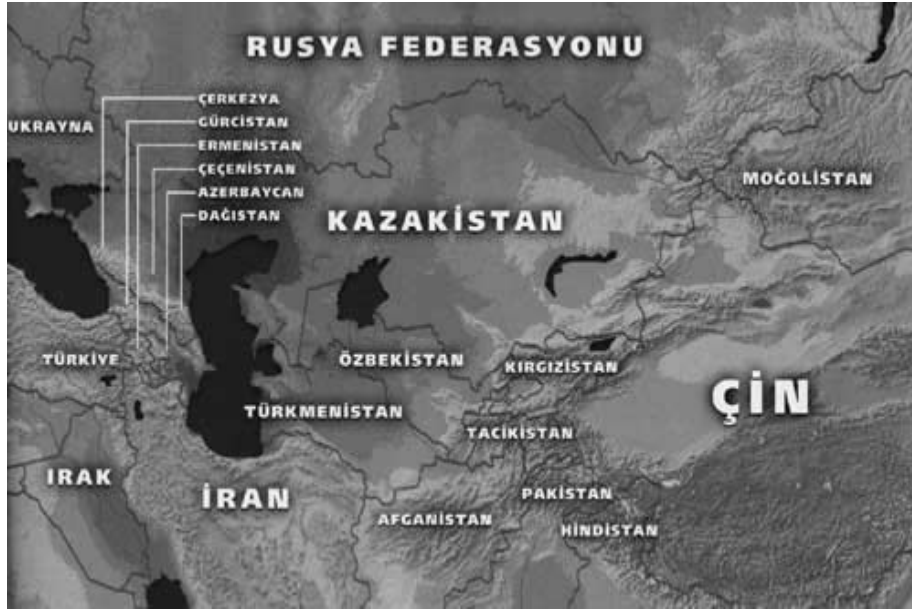 RUSYA FEDERASYONU
ÇERKEZYA
UKRAYNA
GÜRCİSTAN
ERMENİSTAN
ÇEÇENİSTAN
MOĞOLİSTAN
AZERBAYCAN
DAĞISTAN
KAZAKİSTAN
TÜRKİYE
ÖZBEKİSTAN
KIRGIZİSTAN
ÇİN
TÜRKMENİSTAN
TACİKİSTAN
IRAK
İRAN
PAKİSTAN
AFGANİSTAN
HİNDİSTAN